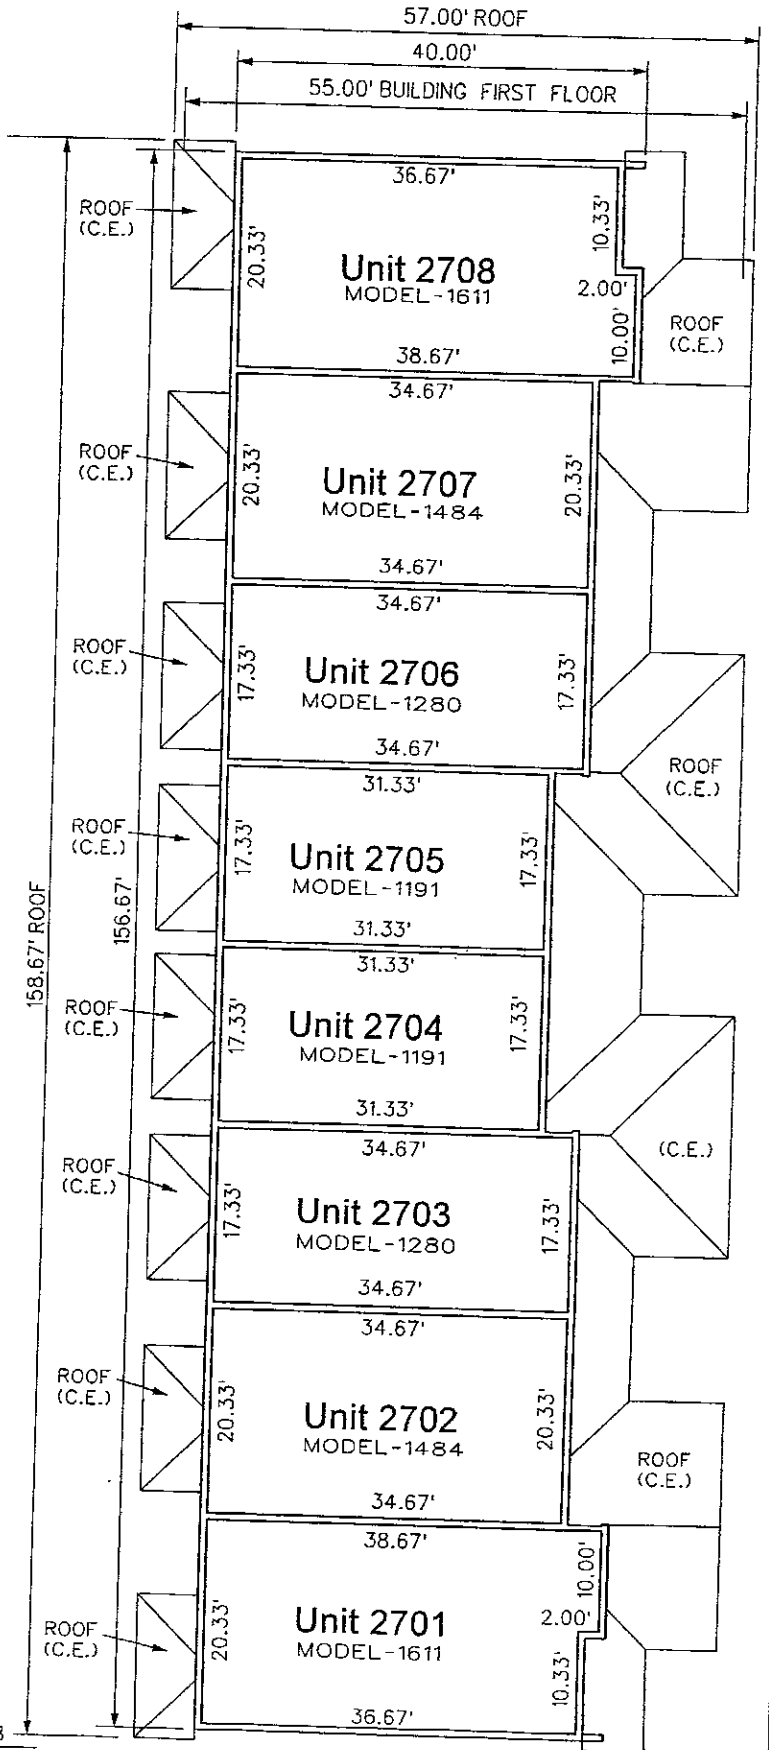 57.00' ROOF
40.00'
55.00' BUILDING FIRST FLOOR
36.67'
ROOF
(C.E.)
20.33'
10.33'
Unit 2708
MODEL-1611
2.00'
10.00'
ROOF
(C.E.)
38.67'
34.67'
ROOF
(C.E.)
20.33'
Unit 2707
MODEL-1484
20.33'
34.67'
34.67'
ROOF
(C.E.)
17.33'
Unit 2706
MODEL-1280
17.33'
34.67'
ROOF
(C.E.)
31.33'
ROOF
(C.E.)
17.33'
Unit 2705
MODEL-1191
17.33'
31.33'
158.67' ROOF
156.67'
31.33'
ROOF
(C.E.)
17.33'
Unit 2704
MODEL-1191
17.33'
31.33'
34.67'
(C.E.)
ROOF
(C.E.)
17.33'
Unit 2703
MODEL-1280
17.33'
34.67'
34.67'
ROOF
(C.E.)
20.33'
Unit 2702
MODEL-1484
20.33'
ROOF
(C.E.)
34.67'
38.67'
10.00'
ROOF
(C.E.)
20.33'
Unit 2701
MODEL-1611
2.00'
10.33'
36.67'